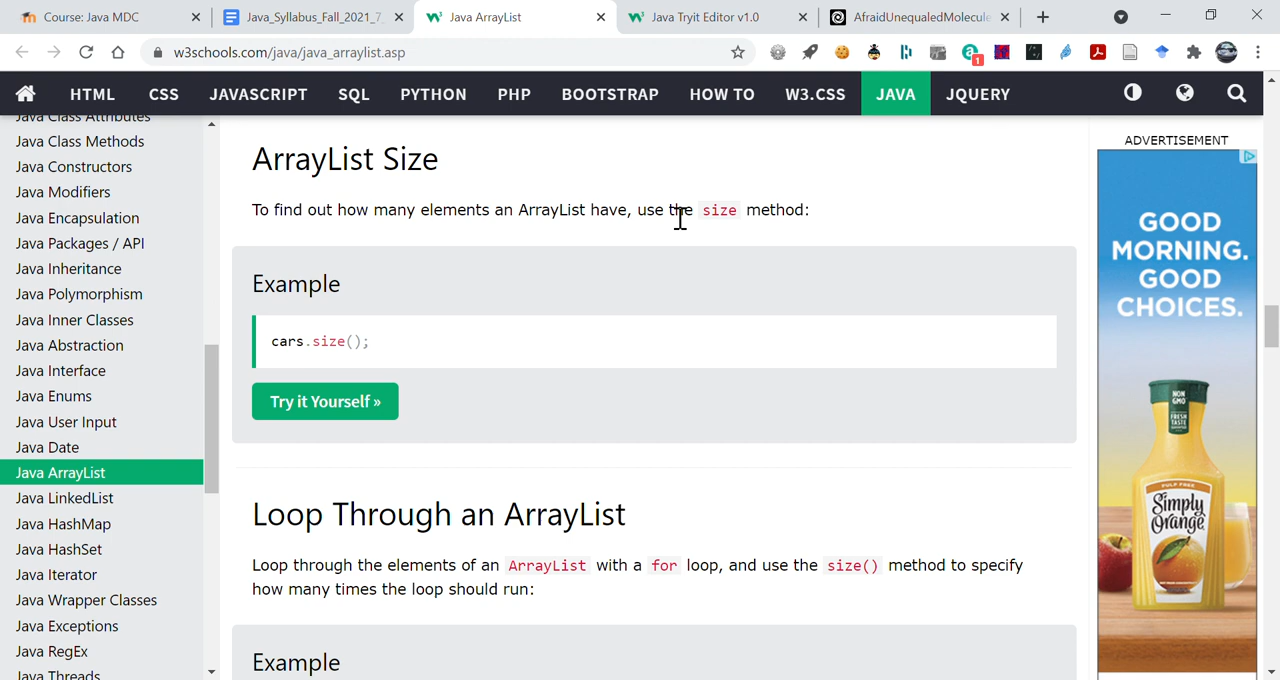 Course: Java MDC
Java_Syllabus_Fall_2021_7.
Java ArrayList
Java Tryit Editor v1.0
AfraidUnequaledMolecule
w3schools.com/java/java_arraylist.asp
1
HTML
CSS
JAVASCRIPT
SQL
PYTHON
PHP
BOOTSTRAP
HOW TO
W3.CSS
JAVA
JQUERY
Java Class Attributes
Java Class Methods
Java Constructors
Java Modifiers
Java Encapsulation
Java Packages / API
Java Inheritance
Java Polymorphism
Java Inner Classes
Java Abstraction
Java Interface
Java Enums
Java User Input
Java Date
Java ArrayList
Java LinkedList
Java HashMap
Java HashSet
Java Iterator
Java Wrapper Classes
Java Exceptions
Java RegEx
Java Threads
ArrayList Size
To find out how many elements an ArrayList have, use the size method:
Example
cars.size();
Try it Yourself »
Loop Through an ArrayList
Loop through the elements of an ArrayList with a for loop, and use the size() method to specify
how many times the loop should run:
Example
ADVERTISEMENT
GOOD
MORNING.
GOOD
CHOICES.
NON
GMO
FRESH
TASTE
PULP FREE
Simply
Orange